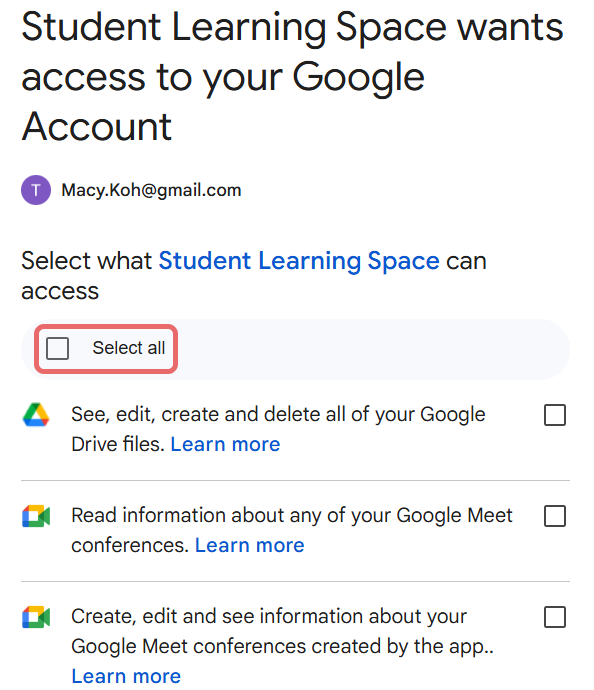 Student Learning Space wants
access to your Google
Account
T Macy.Koh@gmail.com
Select what Student Learning Space can
access
Select all
See, edit, create and delete all of your Google
Drive files. Learn more
Read information about any of your Google Meet
conferences. Learn more
Create, edit and see information about your
Google Meet conferences created by the app..
Learn more